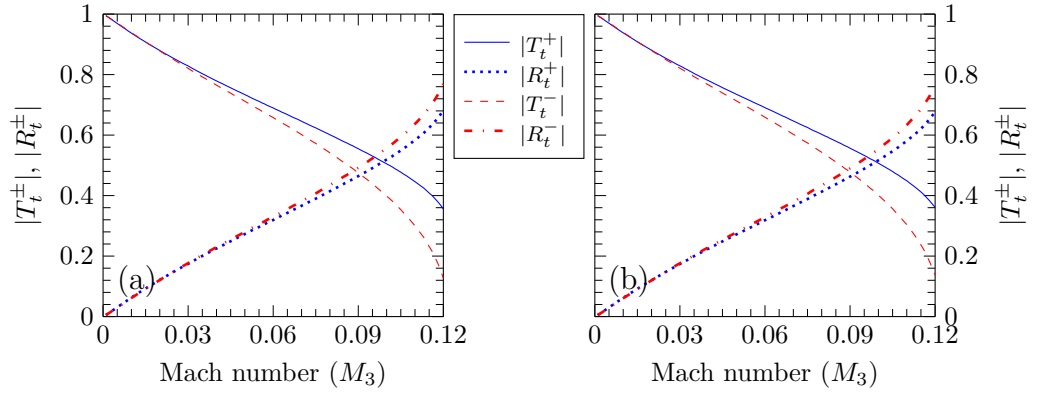 1
0.8
0.6
0.4
0.2
0
|T_t^±|, |R_t^±|
(a)
0 0.03 0.06 0.09 0.12
Mach number (M_3)
|T_t^+|
|R_t^+|
|T_t^-|
|R_t^-|
(b)
0 0.03 0.06 0.09 0.12
Mach number (M_3)
1
0.8
0.6
0.4
0.2
0
|T_t^±|, |R_t^±|